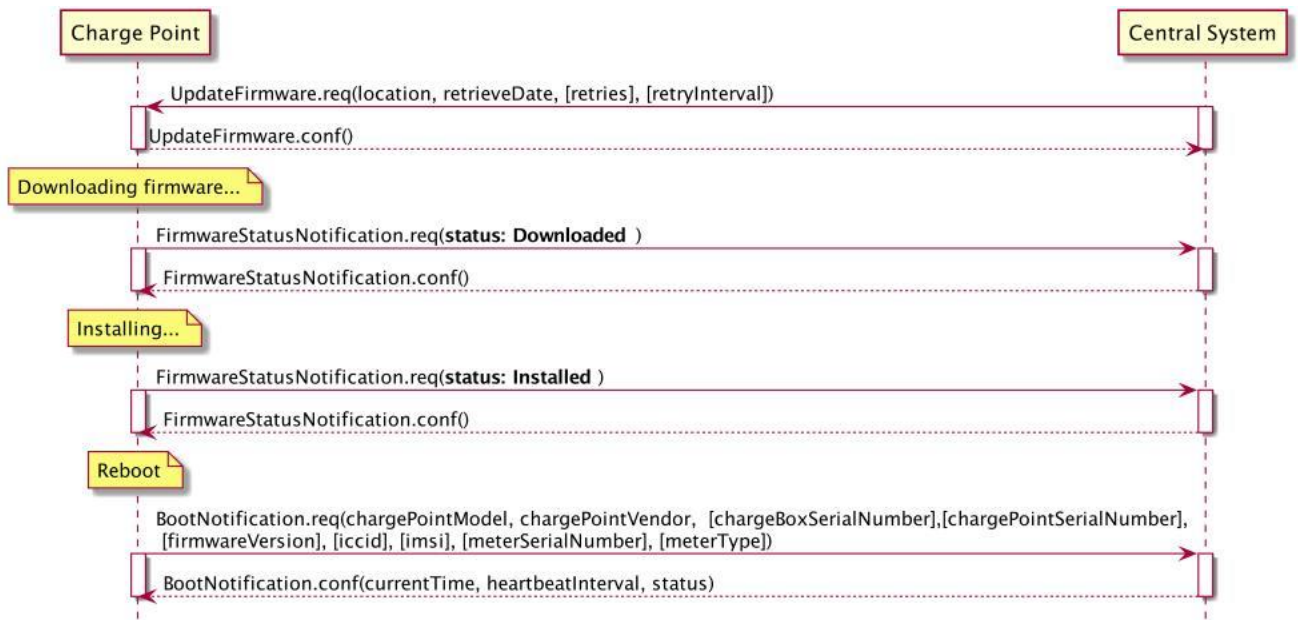 Charge Point
Central System
UpdateFirmware.req(location, retrieveDate, [retries], [retryInterval])
UpdateFirmware.conf()
Downloading firmware...
FirmwareStatusNotification.req(status: Downloaded )
FirmwareStatusNotification.conf()
Installing...
FirmwareStatusNotification.req(status: Installed )
FirmwareStatusNotification.conf()
Reboot
BootNotification.req(chargePointModel, chargePointVendor,  [chargeBoxSerialNumber],[chargePointSerialNumber],
[firmwareVersion], [iccid], [imsi], [meterSerialNumber], [meterType])
BootNotification.conf(currentTime, heartbeatInterval, status)